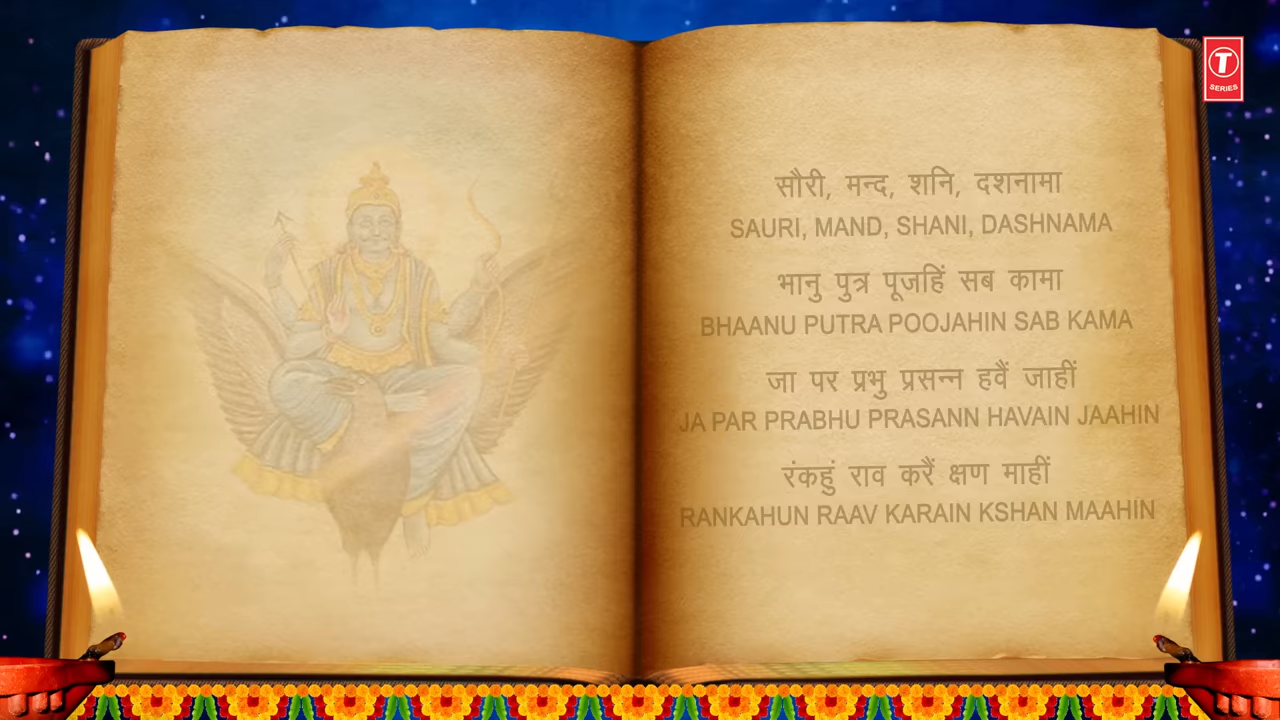 T
SERIES
सौरी, मन्द, शनि, दशनामा
SAURI, MAND, SHANI, DASHNAMA
भानु पुत्र पूजहिं सब कामा
BHAANU PUTRA POOJAHIN SAB KAMA
जा पर प्रभु प्रसन्न हवैं जाहीं
JA PAR PRABHU PRASANN HAVAIN JAAHIN
रंकहुं राव करैं क्षण माहीं
RANKAHUN RAAV KARAIN KSHAN MAAHIN